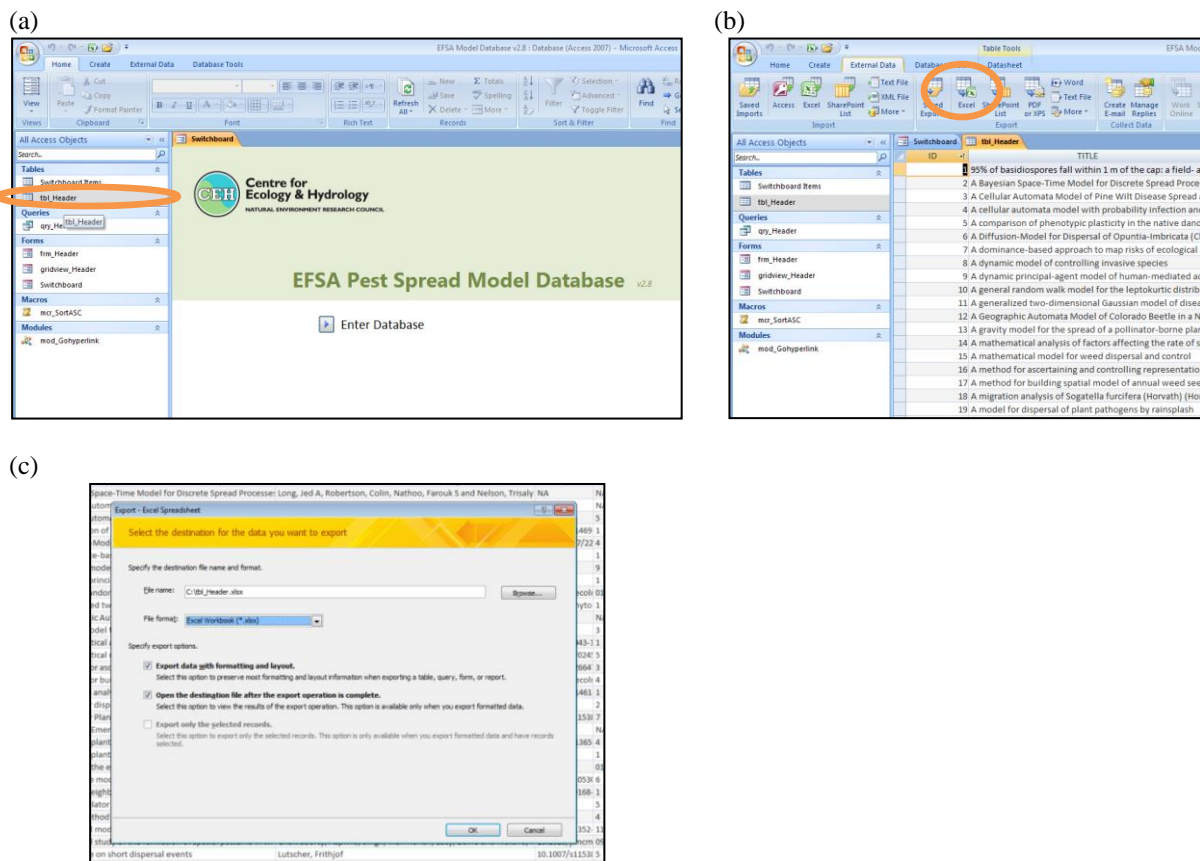 (a)
EFSA Model Database v2.8 : Database (Access 2007) - Microsoft Access
Home Create External Data Database Tools
View
Paste
Cut
Copy
Format Painter
Refresh All
New
Save
Delete
Totals
Spelling
More
Filter
Selection
Advanced
Toggle Filter
Find
Views Clipboard Font Rich Text Records Sort & Filter Find
All Access Objects
Search..
Tables
Switchboard Items
tbl_Header
Queries
tbl_Header
Forms
frm_Header
gridview_Header
Switchboard
Macros
mcr_SortASC
Modules
mod_Gohyperlink
Switchboard
CEH
Centre for
Ecology & Hydrology
NATURAL ENVIRONMENT RESEARCH COUNCIL
EFSA Pest Spread Model Database v2.8
Enter Database
(b)
Table Tools
Home Create External Data Datasheet
Saved Imports
Access
Excel
SharePoint List
Text File
XML File
More
Excel
PDF or XPS
Word
Text File
More
Create E-mail
Manage Replies
Work Online
Import Export Collect Data
All Access Objects
Search..
Tables
Switchboard Items
tbl_Header
Queries
qry_Header
Forms
frm_Header
gridview_Header
Switchboard
Macros
mcr_SortASC
Modules
mod_Gohyperlink
Switchboard tbl_Header
ID TITLE
1 95% of basidiospores fall within 1 m of the cap: a field- a
2 A Bayesian Space-Time Model for Discrete Spread Proce
3 A Cellular Automata Model of Pine Wilt Disease Spread
4 A cellular automata model with probability infection and
5 A comparison of phenotypic plasticity in the native dand
6 A Diffusion-Model for Dispersal of Opuntia-Imbricata (C
7 A dominance-based approach to map risks of ecological
8 A dynamic model of controlling invasive species
9 A dynamic principal-agent model of human-mediated
10 A general random walk model for the leptokurtic distrib
11 A generalized two-dimensional Gaussian model of disea
12 A Geographic Automata Model of Colorado Beetle in a N
13 A gravity model for the spread of a pollinator-borne plan
14 A mathematical analysis of factors affecting the rate of s
15 A mathematical model for weed dispersal and control
16 A method for ascertaining and controlling representatio
17 A method for building spatial model of annual weed see
18 A migration analysis of Sogatella furcifera (Horvath) (Ho
19 A model for dispersal of plant pathogens by rainsplash
(c)
Space-Time Model for Discrete Spread Processe: Long, Jed A, Robertson, Colin, Nathoo, Farouk S and Nelson, Trisaly NA
Export - Excel Spreadsheet
Select the destination for the data you want to export
Specify the destination file name and format.
File name: C:\tbl_Header.xlsx Browse...
File format: Excel Workbook (*.xlsx)
Specify export options.
Export data with formatting and layout.
Select this option to preserve most formatting and layout information when exporting a table, query, form, or report.
Open the destination file after the export operation is complete.
Select this option to view the results of the export operation. This option is available only when you export formatted data.
Export only the selected records.
Select this option to export only the selected records. This option is only available when you export formatted data and have records
selected.
OK Cancel
on short dispersal events Lutscher, Frithjof 10.1007/s1153 5